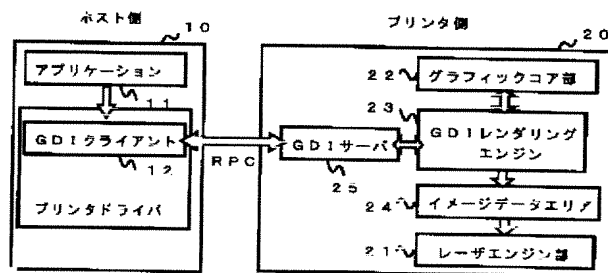 ホスト側
10
アプリケーション
11
GDIクライアント
12
プリンタドライバ
RPC
プリンタ側
20
22
グラフィックコア部
23
GDIレンダリング
エンジン
GDIサーバ
25
24
イメージデータエリア
21
レーザエンジン部